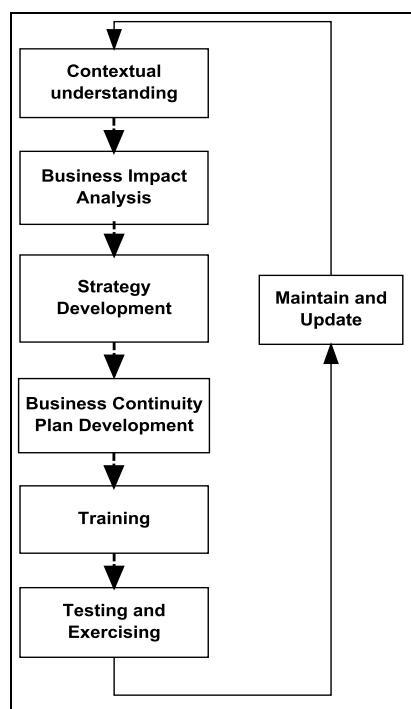 Contextual
understanding
Business Impact
Analysis
Strategy
Development
Maintain and
Update
Business Continuity
Plan Development
Training
Testing and
Exercising